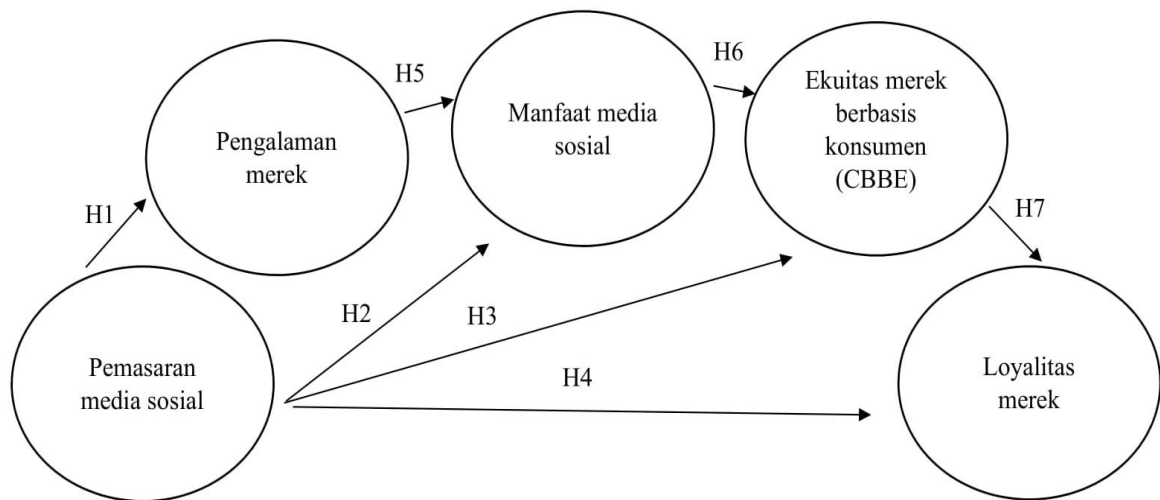 H5
H6
Pengalaman
merek
Manfaat media
sosial
Ekuitas merek
berbasis
konsumen
(CBBE)
H1
H7
H2
H3
H4
Pemasaran
media sosial
Loyalitas
merek